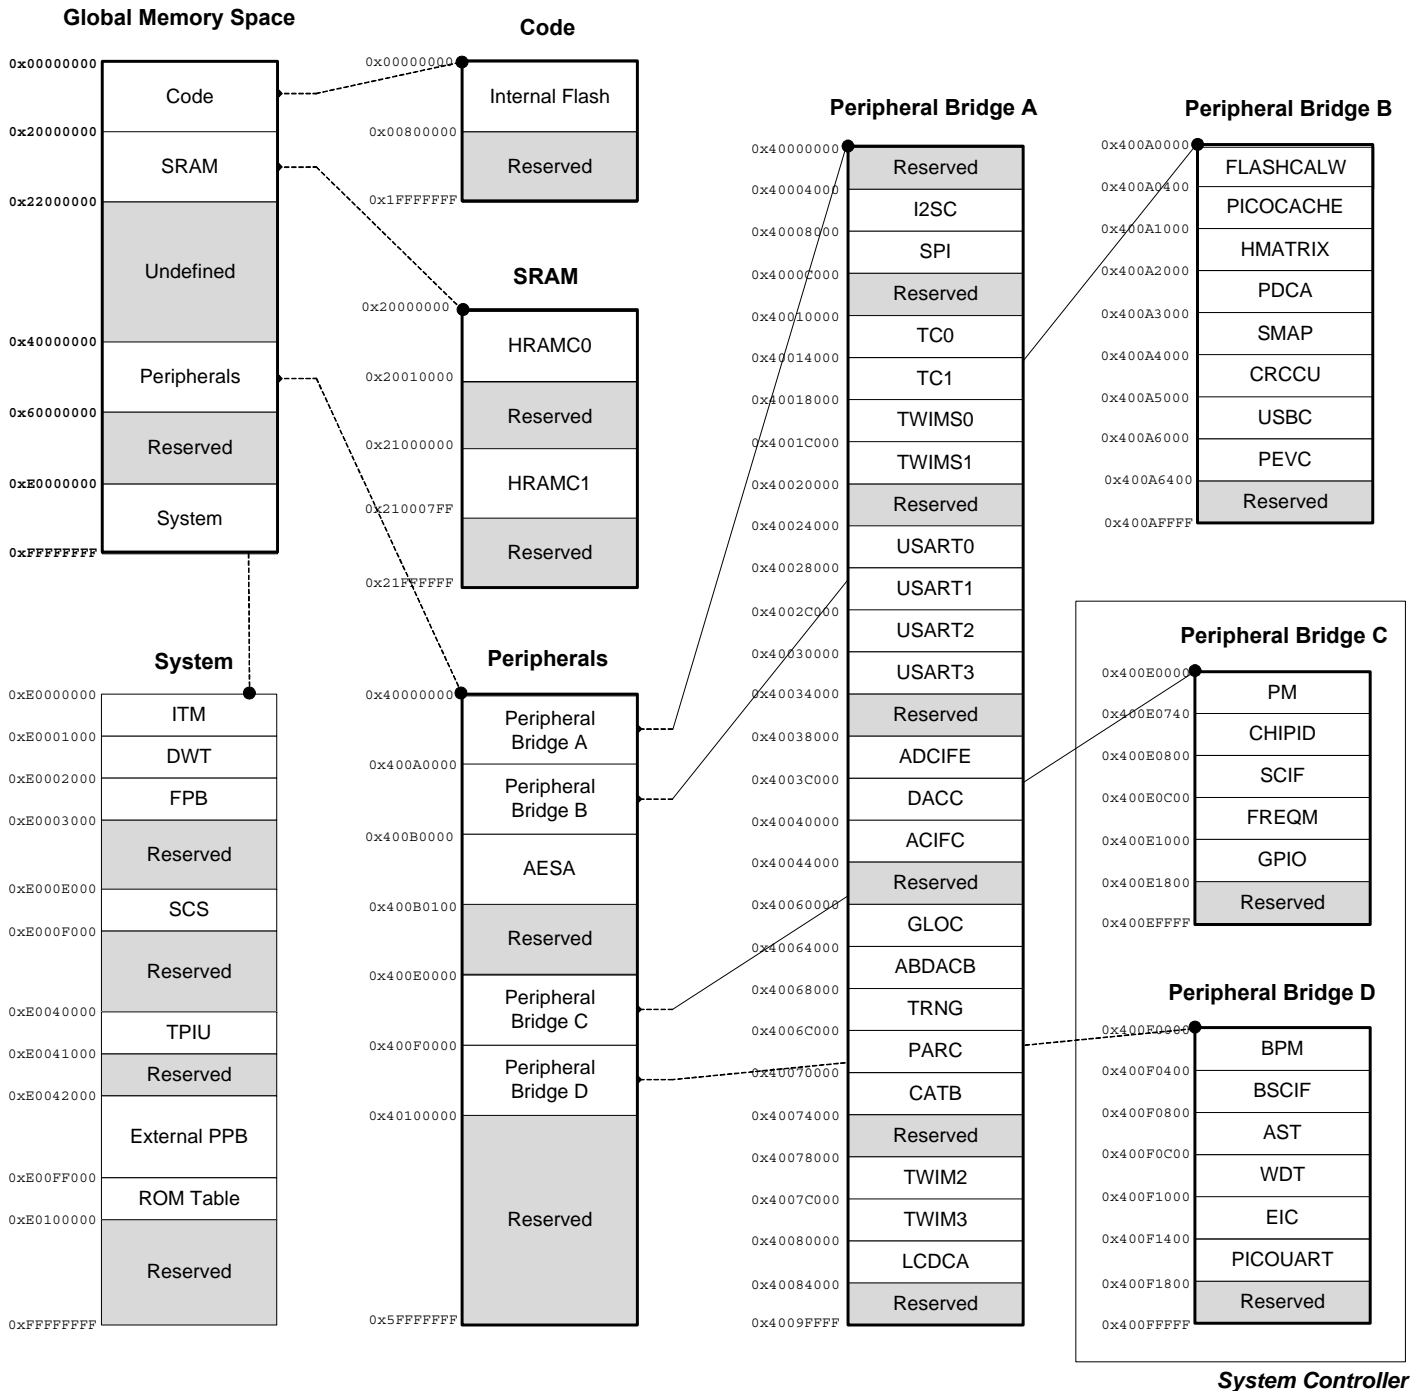 Global Memory Space
0x00000000
Code
0x20000000
SRAM
0x22000000
Undefined
0x40000000
Peripherals
0x60000000
Reserved
0xE0000000
System
0xFFFFFFFF
Code
0x00000000
Internal Flash
0x00800000
Reserved
0x1FFFFFFF
SRAM
0x20000000
HRAMC0
0x20010000
Reserved
0x21000000
HRAMC1
0x210007FF
Reserved
0x21FFFFFF
System
0xE0000000
ITM
0xE0001000
DWT
0xE0002000
FPB
0xE0003000
Reserved
0xE000E000
SCS
0xE000F000
Reserved
0xE0040000
TPIU
0xE0041000
Reserved
0xE0042000
External PPB
0xE00FF000
ROM Table
0xE0100000
Reserved
0xFFFFFFFF
Peripherals
0x40000000
Peripheral
Bridge A
0x400A0000
Peripheral
Bridge B
0x400B0000
AESA
0x400B0100
Reserved
0x400E0000
Peripheral
Bridge C
0x400F0000
Peripheral
Bridge D
0x40100000
Reserved
0x5FFFFFFF
Peripheral Bridge A
0x40000000
Reserved
0x40004000
I2SC
0x40008000
SPI
0x4000C000
Reserved
0x40010000
TC0
0x40014000
TC1
0x40018000
TWIMS0
0x4001C000
TWIMS1
0x40020000
Reserved
0x40024000
USART0
0x40028000
USART1
0x4002C000
USART2
0x40030000
USART3
0x40034000
Reserved
0x40038000
ADCIFE
0x4003C000
DACC
0x40040000
ACIFC
0x40044000
Reserved
0x40060000
GLOC
0x40064000
ABDACB
0x40068000
TRNG
0x4006C000
PARC
0x40070000
CATB
0x40074000
Reserved
0x40078000
TWIM2
0x4007C000
TWIM3
0x40080000
LCDCA
0x40084000
Reserved
0x4009FFFF
Peripheral Bridge B
0x400A0000
FLASHCALW
0x400A0400
PICOCACHE
0x400A1000
HMATRIX
0x400A2000
PDCA
0x400A3000
SMAP
0x400A4000
CRCCU
0x400A5000
USBC
0x400A6000
PEVC
0x400A6400
Reserved
0x400AFFFF
Peripheral Bridge C
0x400E0000
PM
0x400E0740
CHIPID
0x400E0800
SCIF
0x400E0C00
FREQM
0x400E1000
GPIO
0x400E1800
Reserved
0x400EFFFF
Peripheral Bridge D
0x400F0000
BPM
0x400F0400
BSCIF
0x400F0800
AST
0x400F0C00
WDT
0x400F1000
EIC
0x400F1400
PICOUART
0x400F1800
Reserved
0x400FFFFF
System Controller